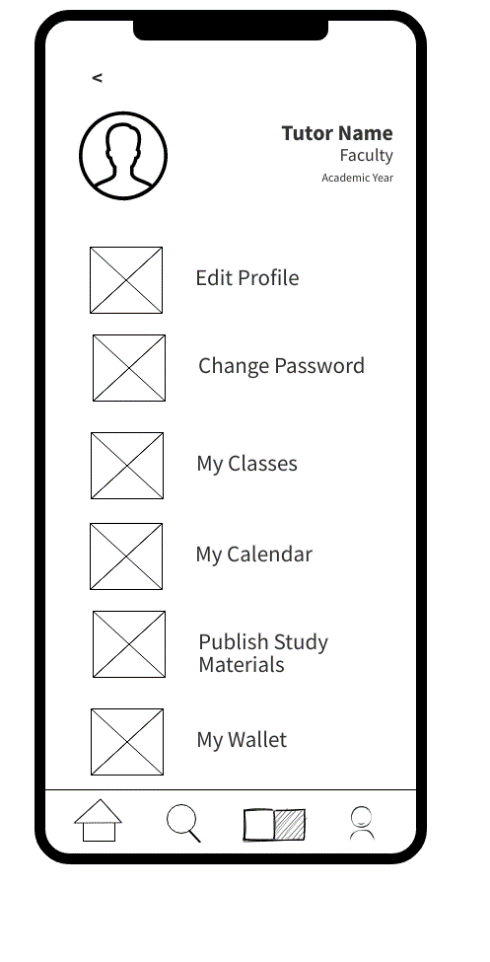 <
Tutor Name
Faculty
Academic Year
Edit Profile
Change Password
My Classes
My Calendar
Publish Study
Materials
My Wallet